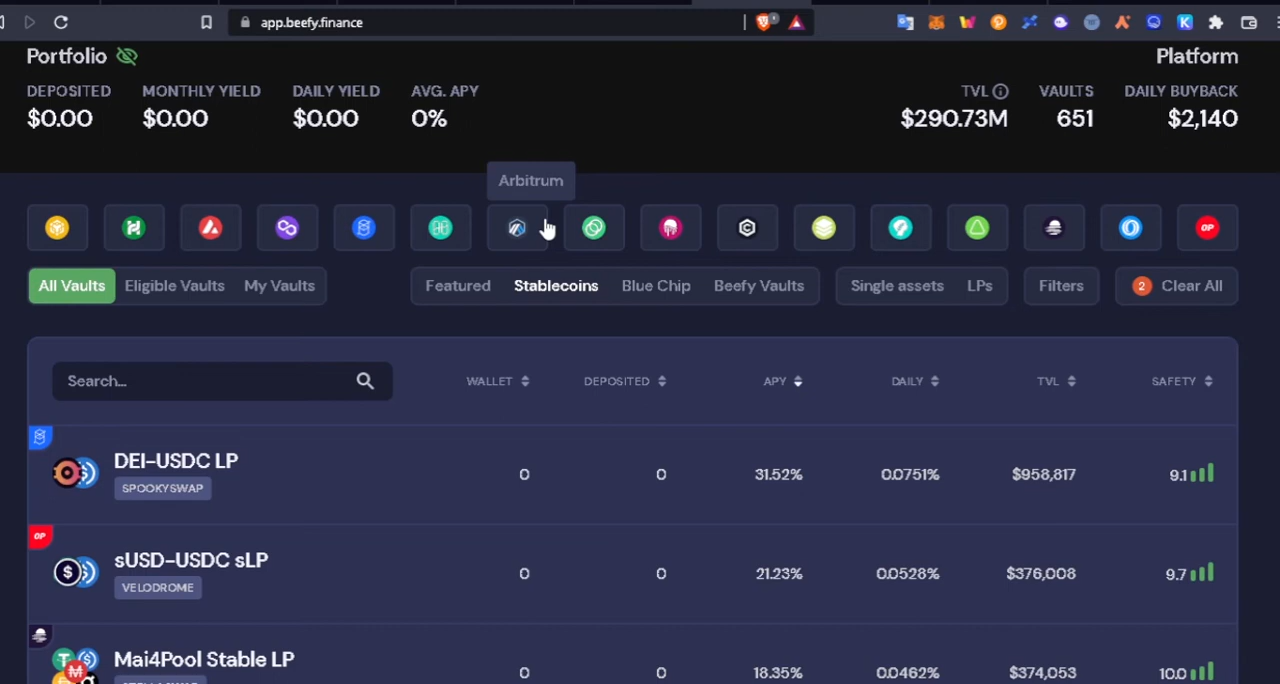 app.beefy.finance
Portfolio
Platform
DEPOSITED MONTHLY YIELD DAILY YIELD AVG. APY
TVL VAULTS DAILY BUYBACK
$0.00 $0.00 $0.00 0%
$290.73M 651 $2,140
Arbitrum
OP
All Vaults Eligible Vaults My Vaults
Featured Stablecoins Blue Chip Beefy Vaults
Single assets LPs
Filters
2 Clear All
Search...
WALLET DEPOSITED APY DAILY TVL SAFETY
DEI-USDC LP
SPOOKYSWAP
0 0 31.52% 0.0751% $958,817 9.1
OP
sUSD-USDC sLP
VELODROME
0 0 21.23% 0.0528% $376,008 9.7
Mai4Pool Stable LP
0 0 18.35% 0.0462% $374,053 10.0